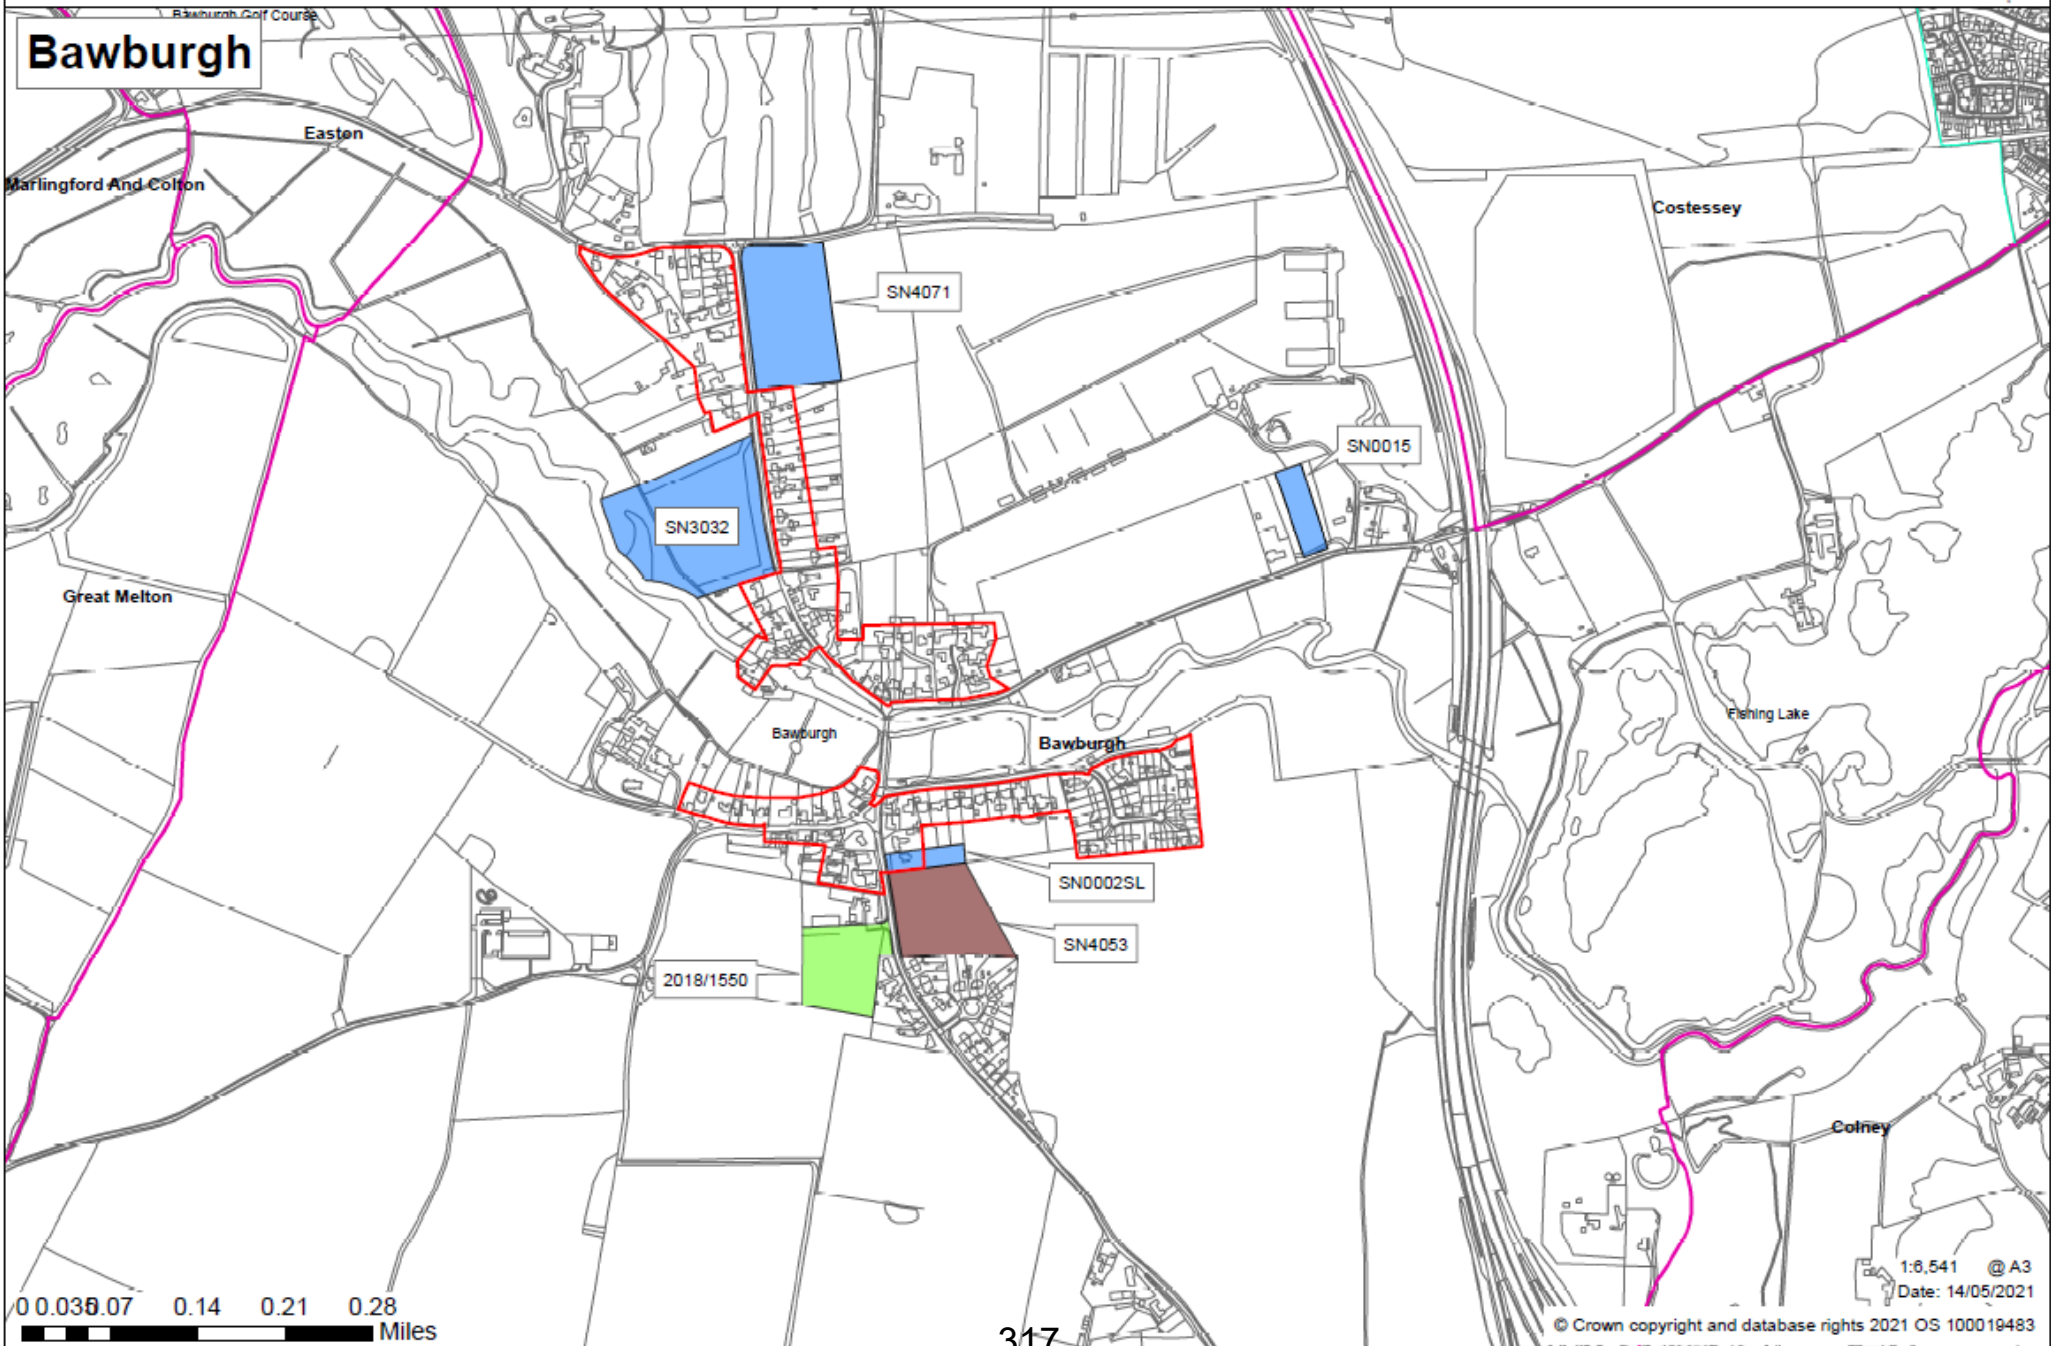 Bawburgh Golf Course
Bawburgh
Easton
Marlingford And Colton
Costessey
SN4071
SN0015
SN3032
Great Melton
Fishing Lake
Bawburgh
Bawburgh
SN0002SL
SN4053
2018/1550
Colney
1:6,541 @ A3
Date: 14/05/2021
0 0.035 0.07 0.14 0.21 0.28
Miles
317
© Crown copyright and database rights 2021 OS 100019483